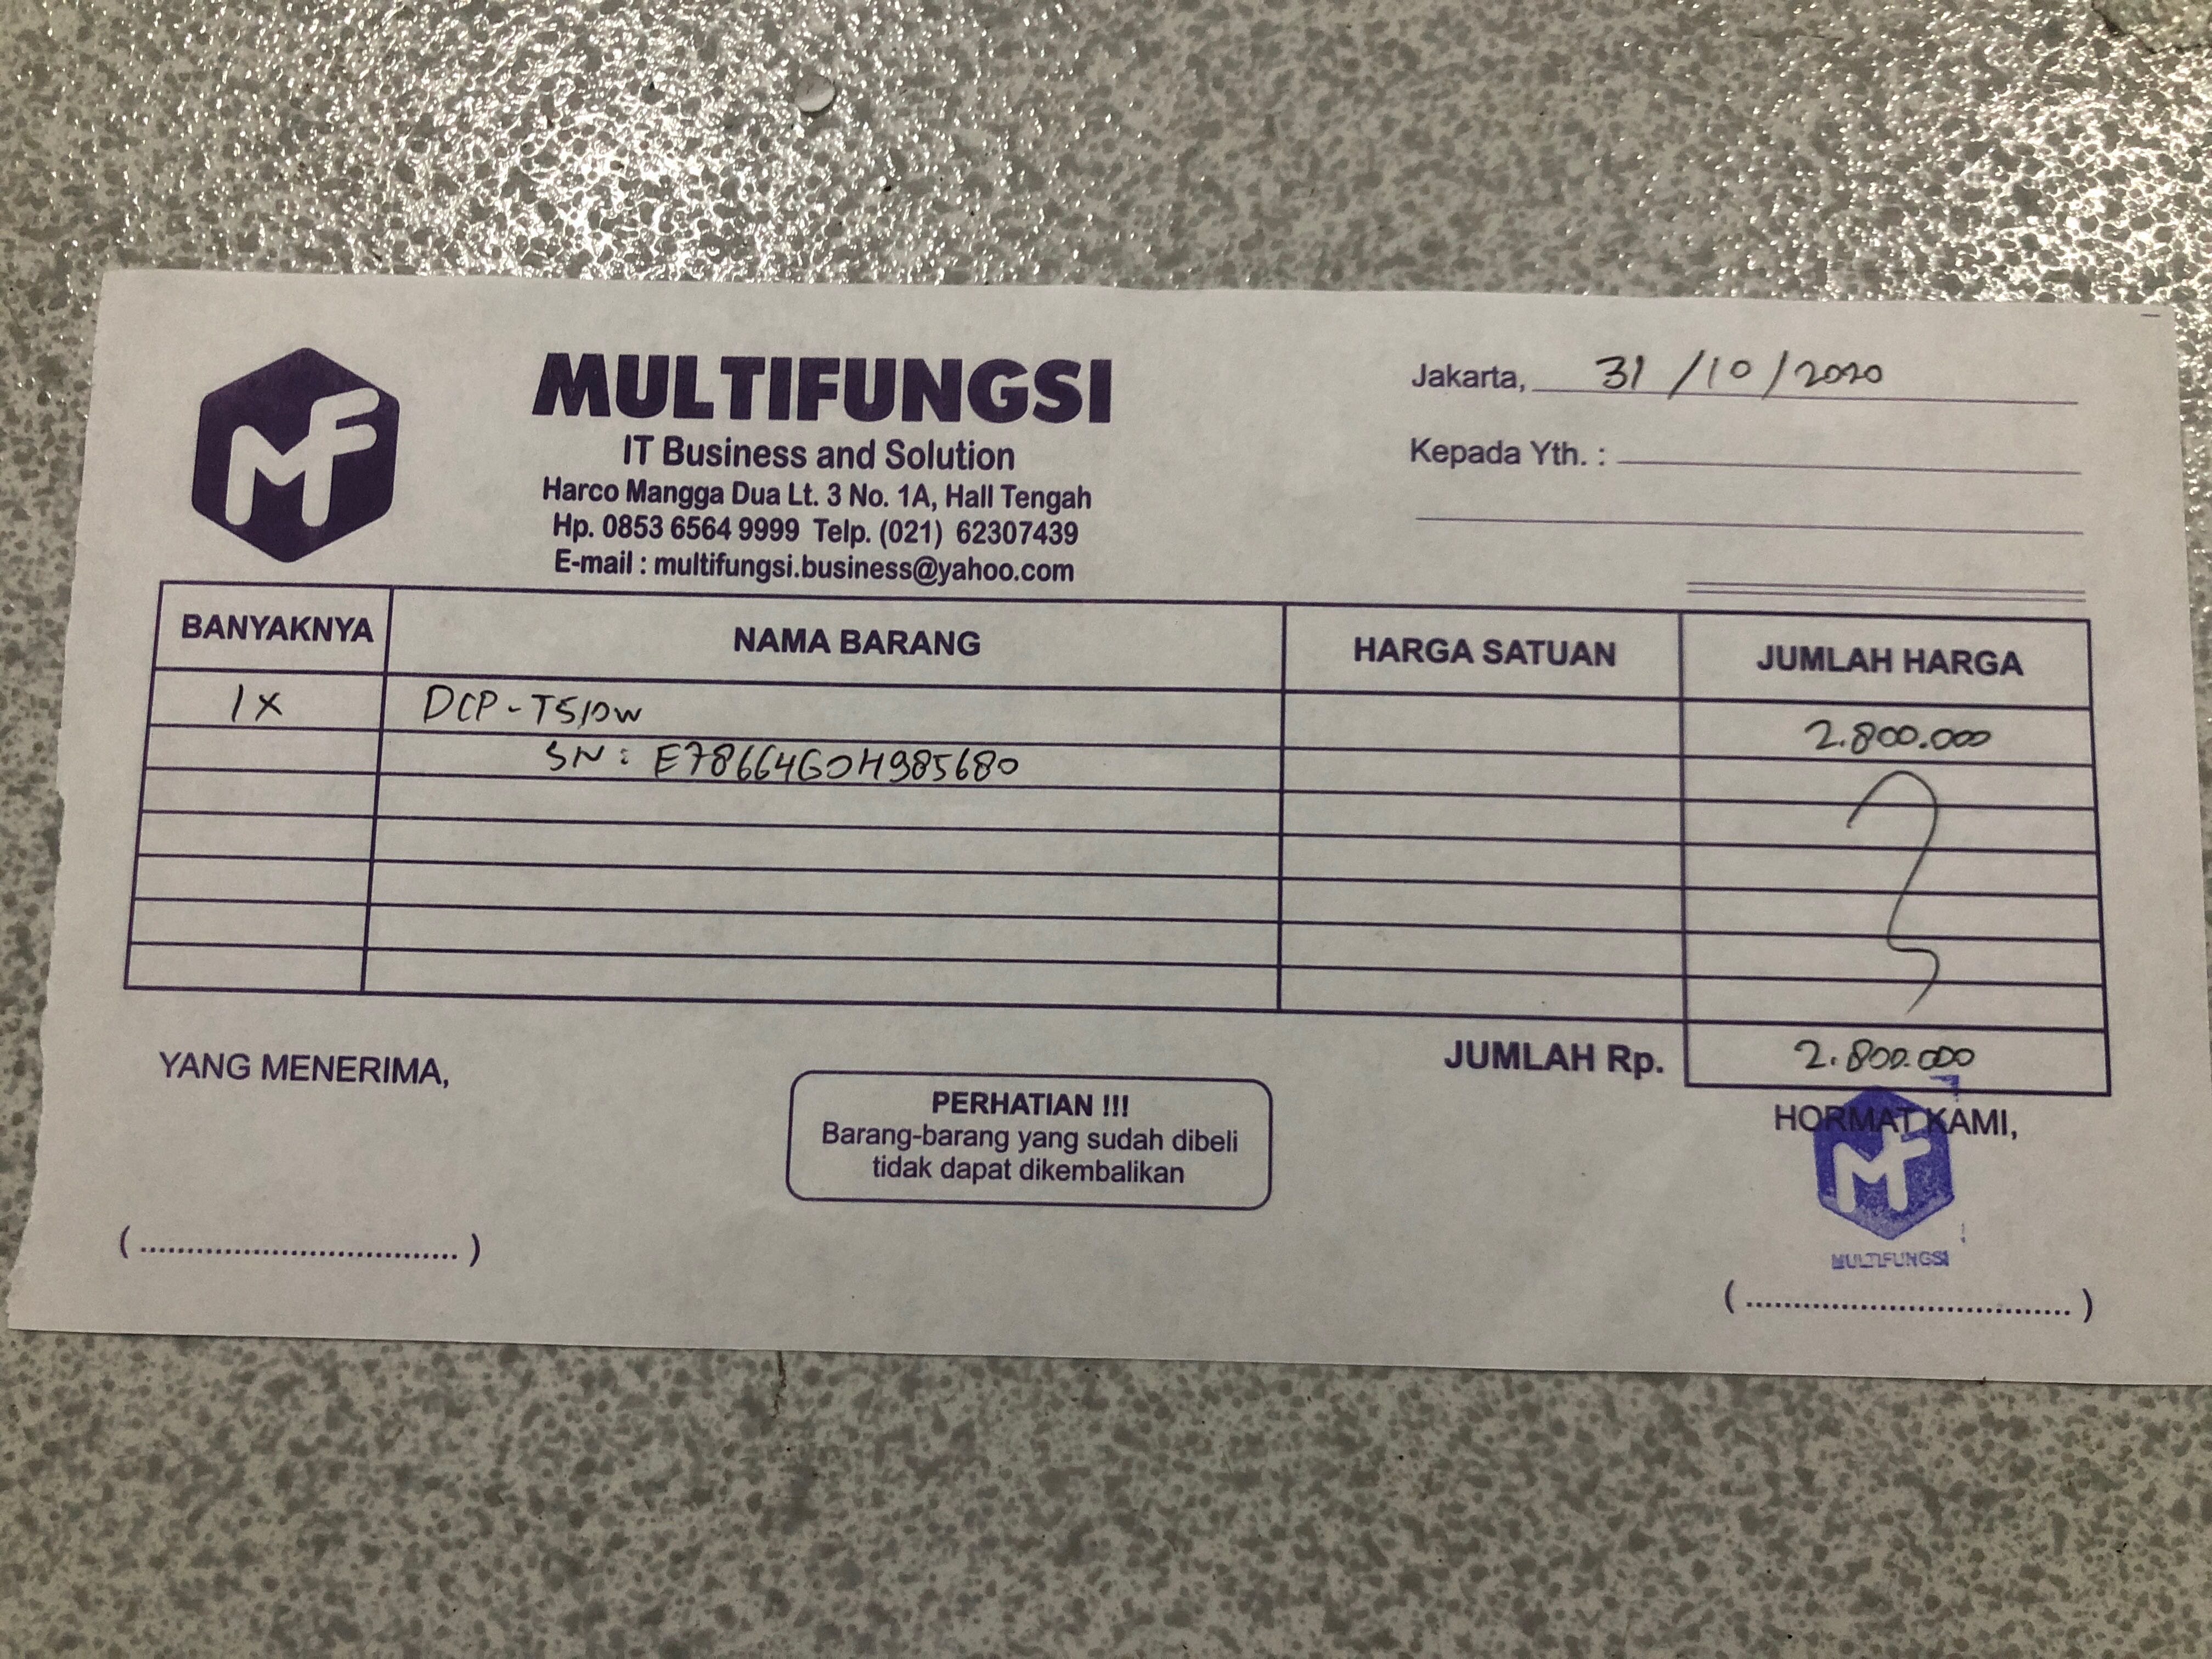 MF
MULTIFUNGSI
IT Business and Solution
Harco Mangga Dua Lt. 3 No. 1A, Hall Tengah
Hp. 0853 6564 9999 Telp. (021) 62307439
E-mail : multifungsi.business@yahoo.com
Jakarta, 31/10/2020
Kepada Yth. :
BANYAKNYA NAMA BARANG HARGA SATUAN JUMLAH HARGA
1x DCP-T510W 2.800.000
SN: E78664G0H985680
JUMLAH Rp. 2.800.000
YANG MENERIMA,
PERHATIAN !!!
Barang-barang yang sudah dibeli
tidak dapat dikembalikan
HORMAT KAMI,
MF
MULTIFUNGSI
(..................................)
(..................................)